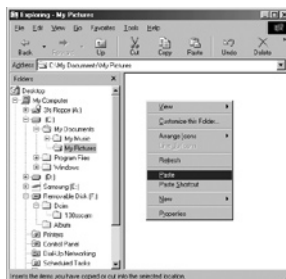 Exploring - My Pictures
File Edit View Go Favorites Tools Help
Back Up Cut Copy Paste Undo Delete
Address C:\My Documents\My Pictures
Folders
Desktop
My Computer
3½ Floppy (A:)
(C:)
My Documents
My Music
My Pictures
Program Files
Windows
(D:)
Samsung (E:)
Removable Disk (F:)
Dcim
100sscam
Album
Printers
Control Panel
Dial-Up Networking
Scheduled Tasks
View
Customize this Folder...
Arrange Icons
Refresh
Paste
Paste Shortcut
New
Properties
Inserts the items you have copied or cut into the selected location.